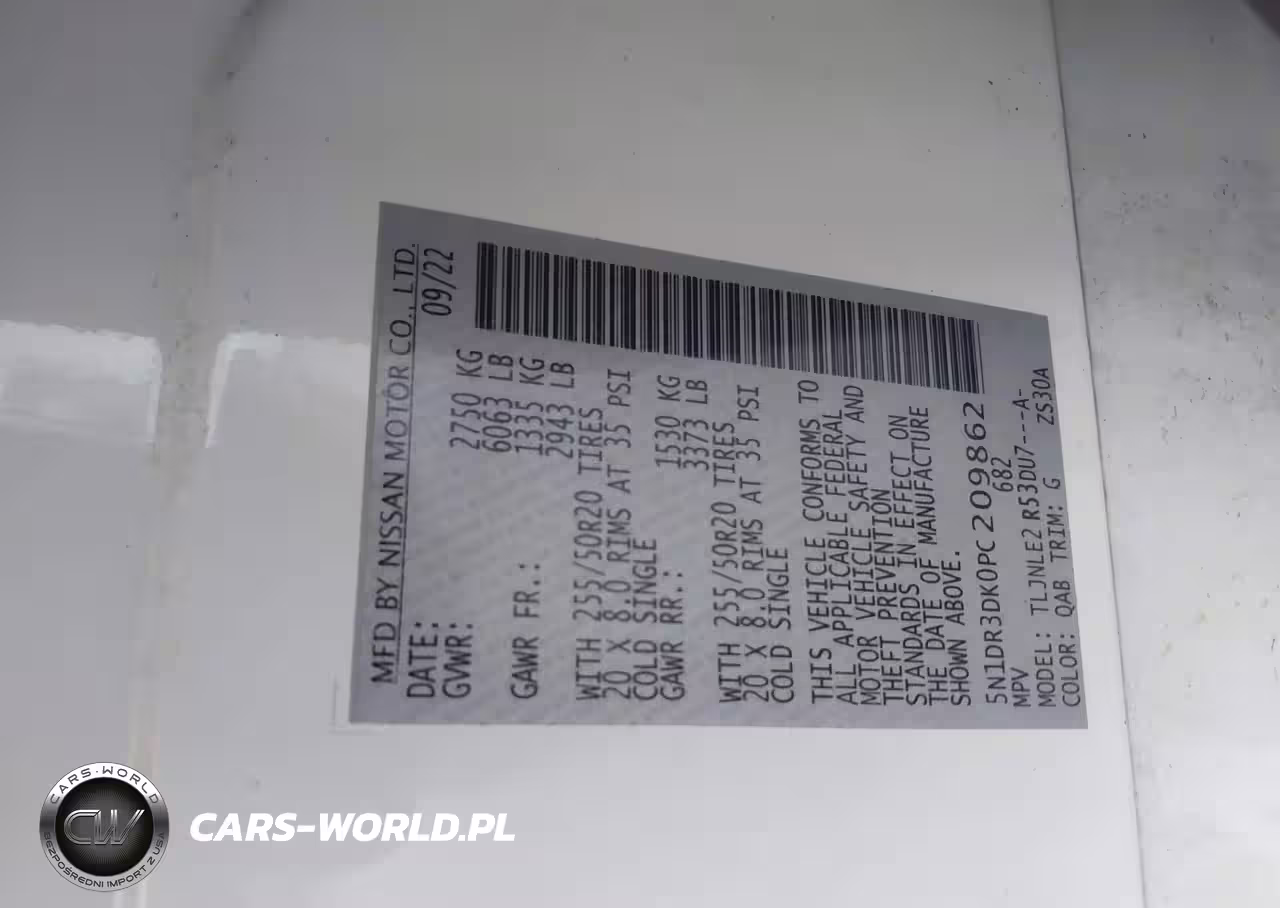 MFD BY NISSAN MOTOR CO., LTD.
DATE: 09/22
GVWR: 2750 KG
6063 LB
GAWR FR.: 1335 KG
2943 LB
WITH 255/50R20 TIRES
20 X 8.0 RIMS AT 35 PSI
COLD SINGLE
GAWR RR.: 1530 KG
3373 LB
WITH 255/50R20 TIRES
20 X 8.0 RIMS AT 35 PSI
COLD SINGLE
THIS VEHICLE CONFORMS TO
ALL APPLICABLE FEDERAL
MOTOR VEHICLE SAFETY AND
THEFT PREVENTION
STANDARDS IN EFFECT ON
THE DATE OF MANUFACTURE
SHOWN ABOVE.
5N1DR3DK0PC209862
MPV 682
MODEL: TLJNLE2 R53DU7---A-
COLOR: QAB TRIM: G ZS30A
CARS-WORLD
CW
BEZPOŚREDNI IMPORT Z USA
CARS-WORLD.PL